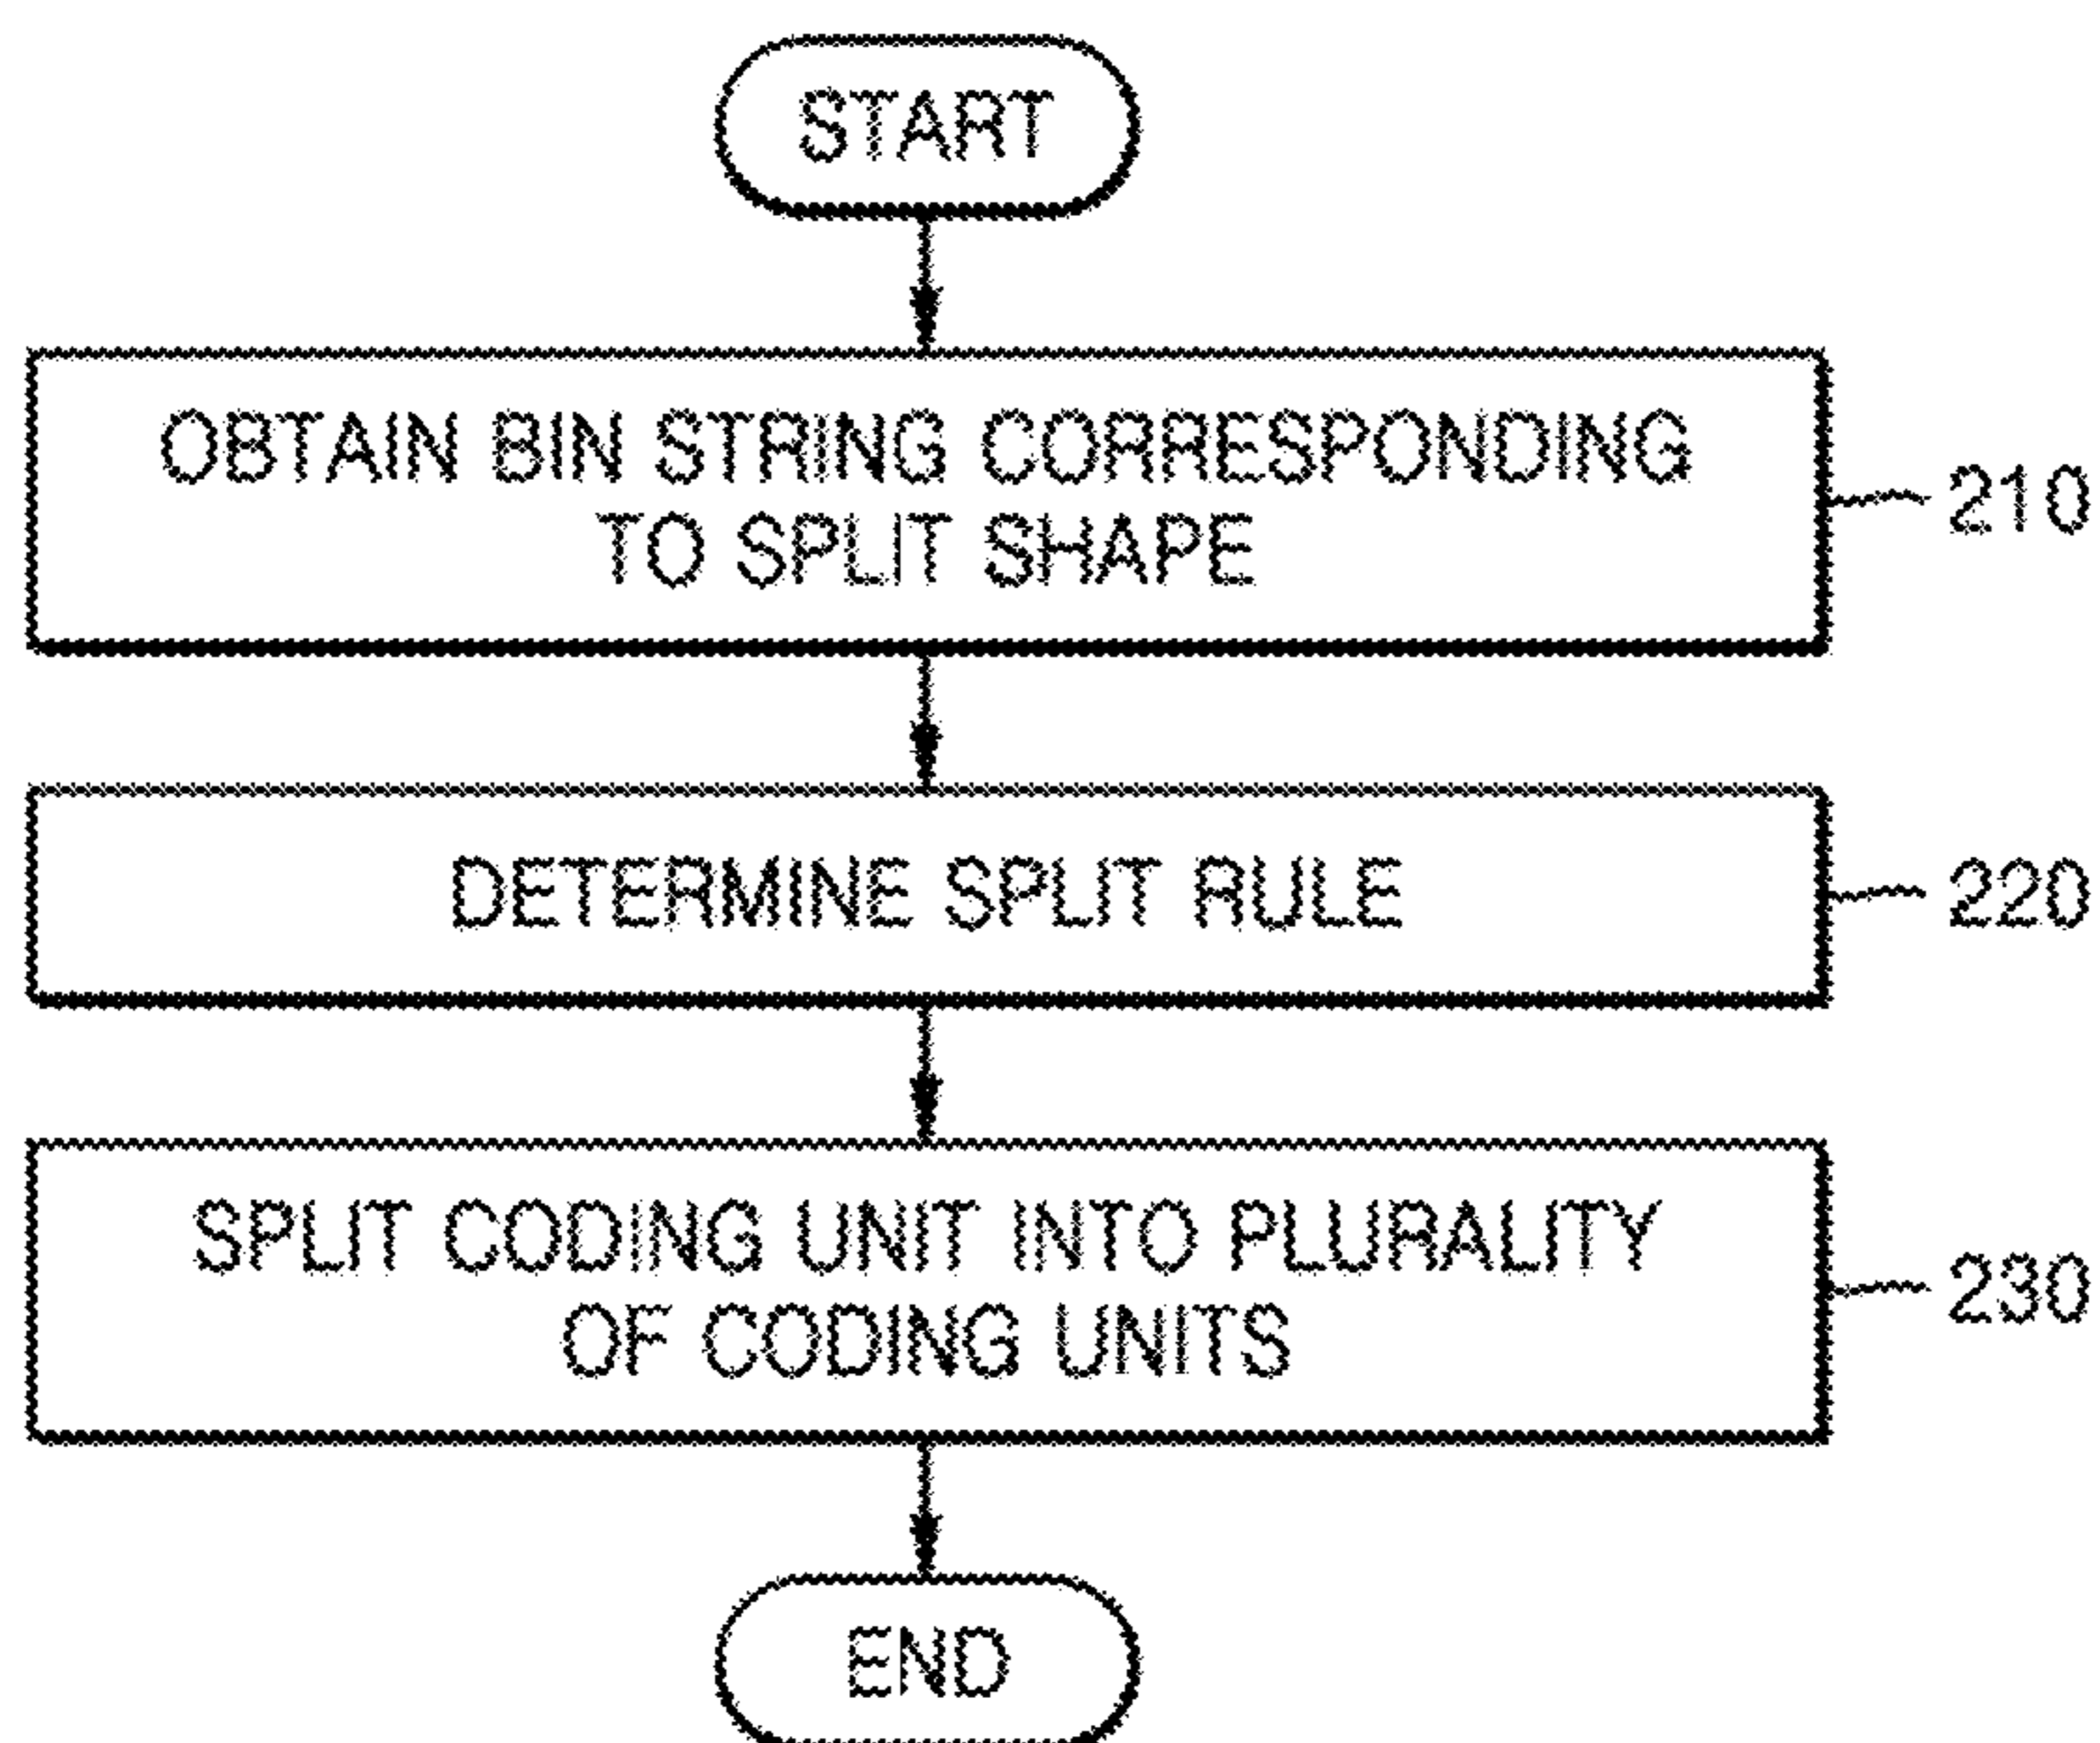 START
OBTAIN BIN STRING CORRESPONDING
TO SPLIT SHAPE
210
DETERMINE SPLIT RULE
220
SPLIT CODING UNIT INTO PLURALITY
OF CODING UNITS
230
END